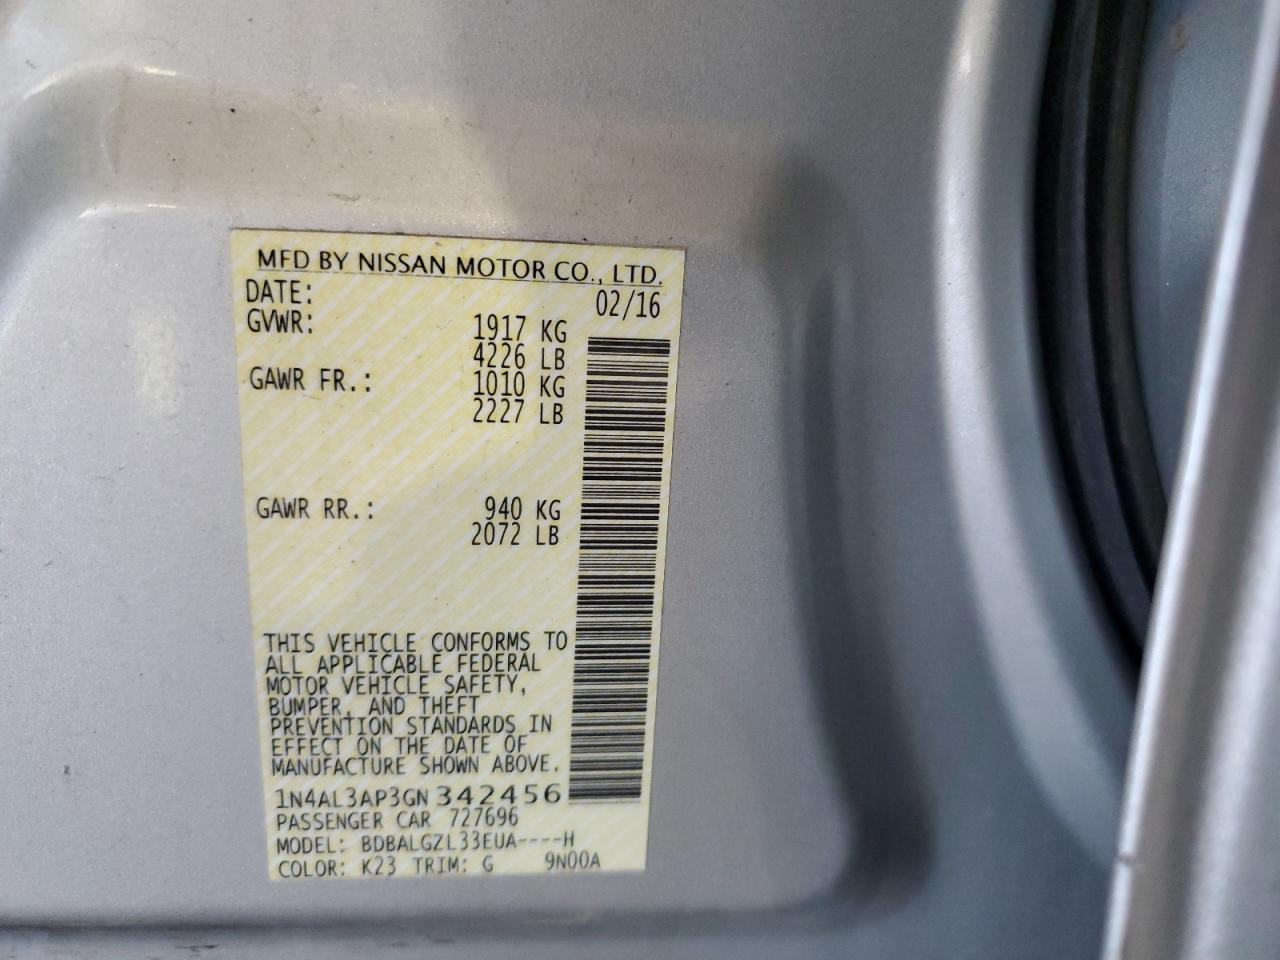 MFD BY NISSAN MOTOR CO., LTD.
DATE: 02/16
GVWR: 1917 KG
4226 LB
GAWR FR.: 1010 KG
2227 LB
GAWR RR.: 940 KG
2072 LB
THIS VEHICLE CONFORMS TO
ALL APPLICABLE FEDERAL
MOTOR VEHICLE SAFETY,
BUMPER, AND THEFT
PREVENTION STANDARDS IN
EFFECT ON THE DATE OF
MANUFACTURE SHOWN ABOVE.
1N4AL3AP3GN342456
PASSENGER CAR 727696
MODEL: BDBALGZL33EUA----H
COLOR: K23 TRIM: G 9N00A